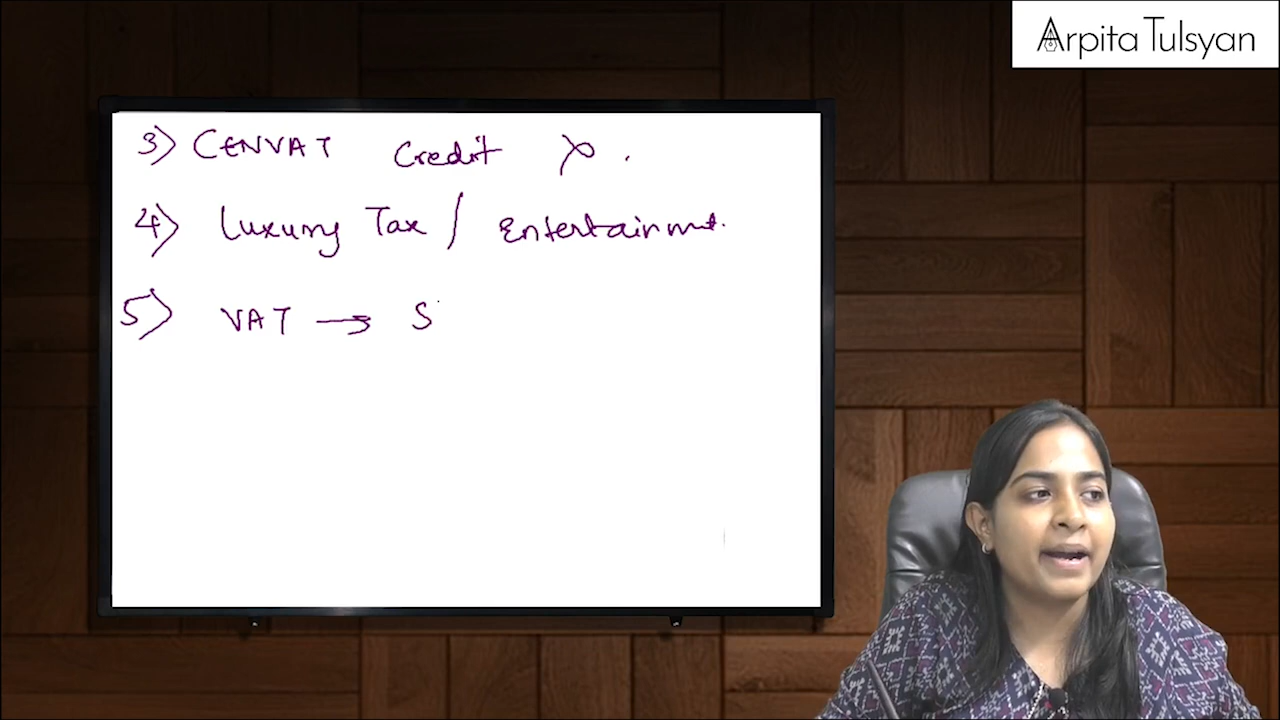 Arpita Tulsyan
3) CENVAT Credit X .
4) Luxury Tax / Entertainmt.
5) VAT → S